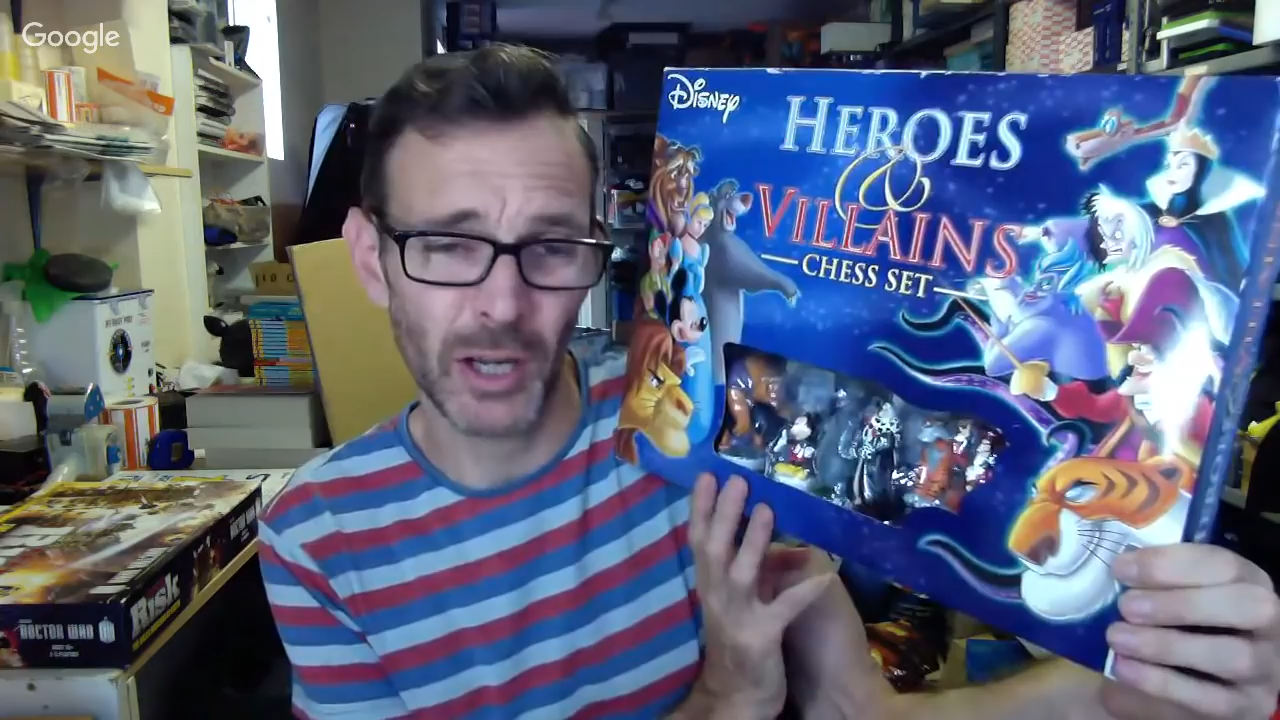 Google
DISNEY
HEROES
&
VILLAINS
CHESS SET
RISK
DOCTOR WHO